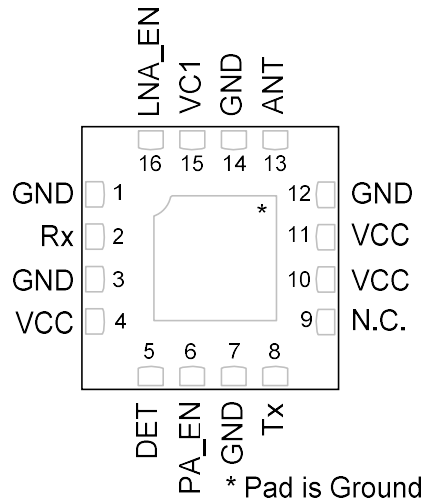 LNA_EN
VC1
GND
ANT
16
15
14
13
GND 1
12 GND
Rx 2
11 VCC
*
GND 3
10 VCC
VCC 4
9 N.C.
5
6
7
8
DET
PA_EN
GND
Tx
* Pad is Ground